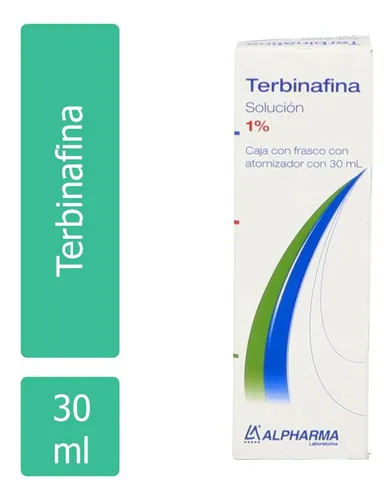 Terbinafina
30
ml
Terbinafina
Terbinafina
Solución
1%
Caja con frasco con
atomizador con 30 mL
ALPHARMA
Laboratorios